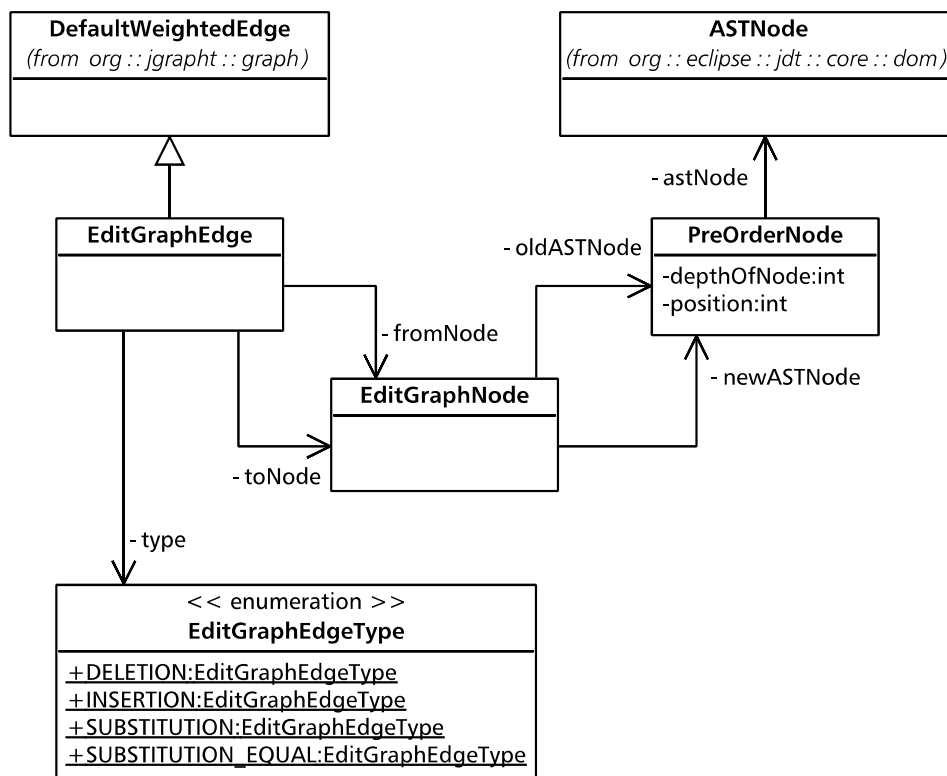 DefaultWeightedEdge
(from org :: jgrapht :: graph)
ASTNode
(from org :: eclipse :: jdt :: core :: dom)
- astNode
EditGraphEdge
- oldASTNode
PreOrderNode
-depthOfNode:int
-position:int
- fromNode
- newASTNode
EditGraphNode
- toNode
- type
<< enumeration >>
EditGraphEdgeType
+DELETION:EditGraphEdgeType
+INSERTION:EditGraphEdgeType
+SUBSTITUTION:EditGraphEdgeType
+SUBSTITUTION_EQUAL:EditGraphEdgeType